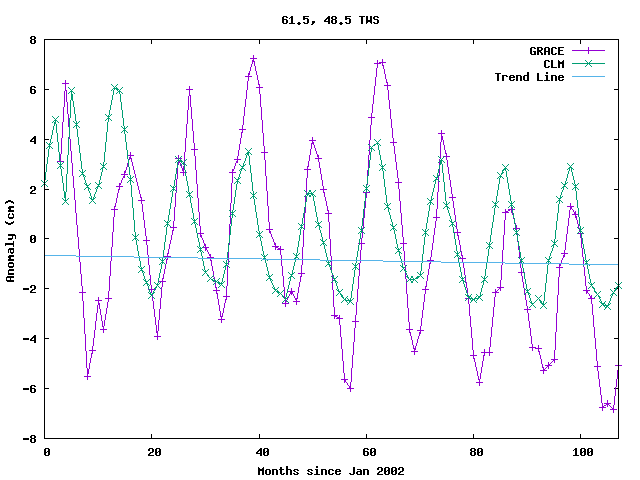 61.5, 48.5 TWS
GRACE
CLM
Trend Line
8
6
4
2
0
-2
-4
-6
-8
Anomaly (cm)
0 20 40 60 80 100
Months since Jan 2002